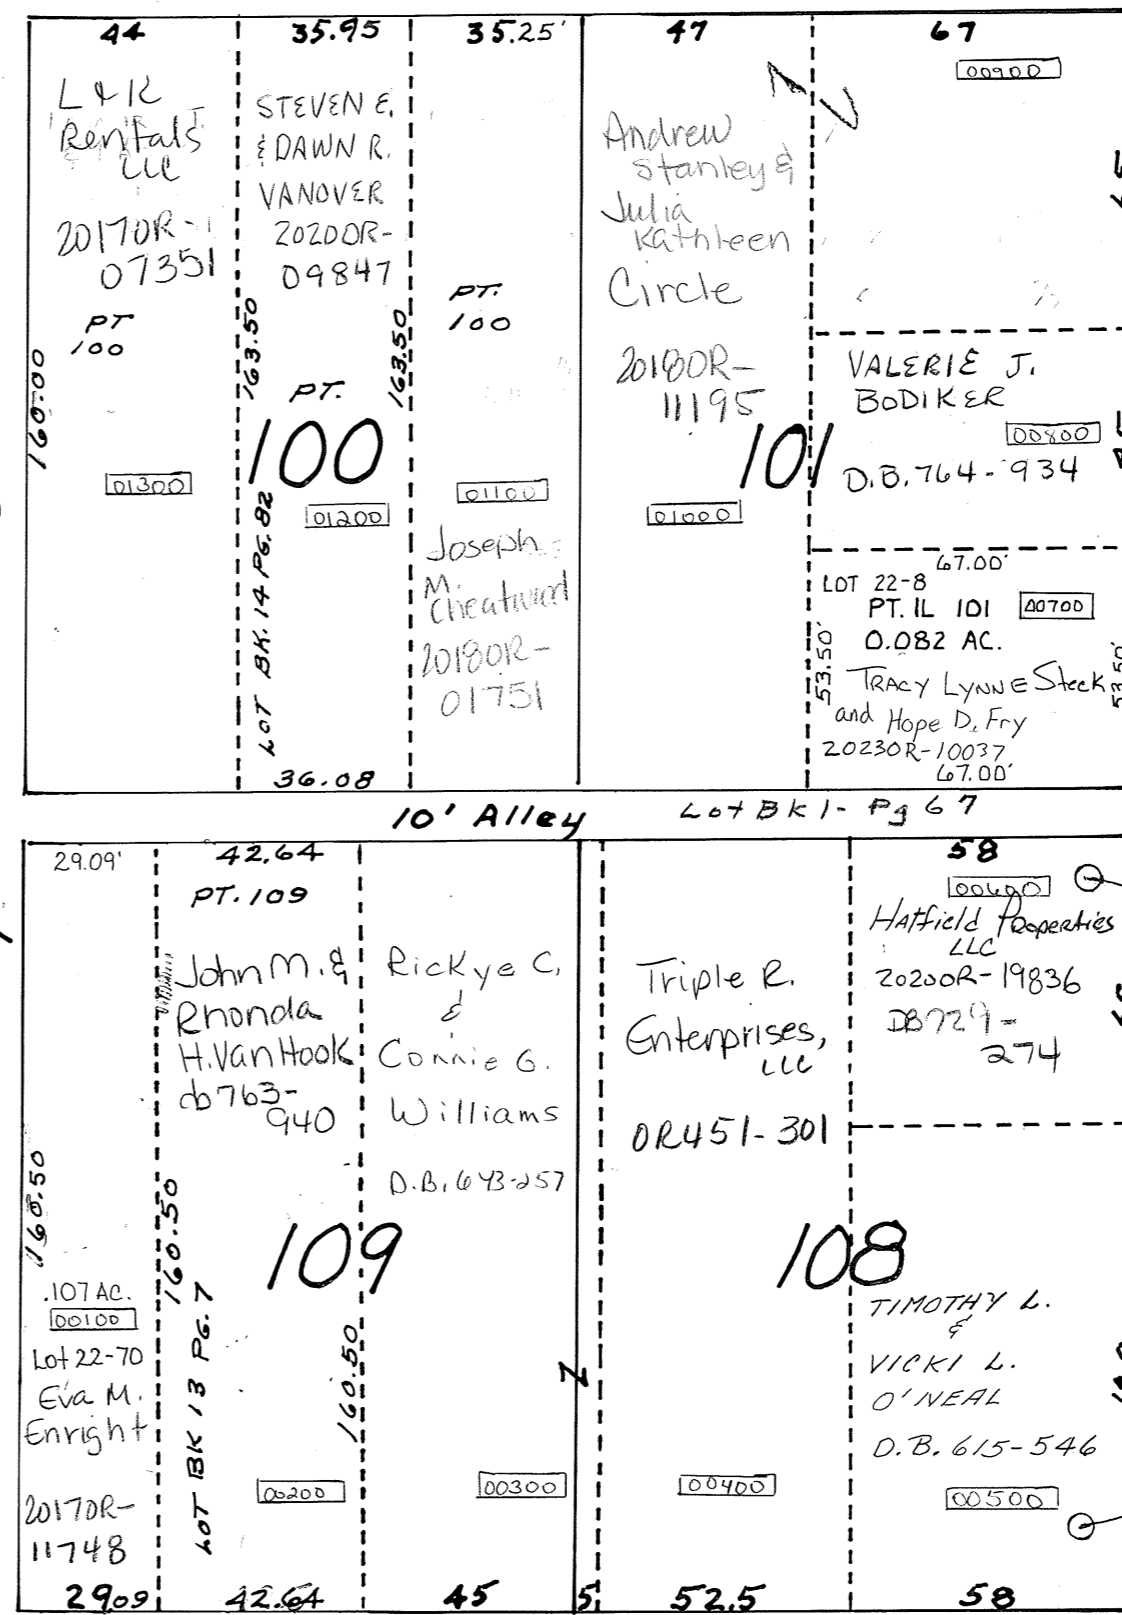 44
35.95
35.25'
47
67
00900
L & K
Rentals
LLC
2017OR-
07351
PT
100
160.00
01300
STEVEN E.
& DAWN R.
VANOVER
2020OR-
09847
163.50
PT.
100
01200
LOT BK. 14 PG. 82
36.08
163.50
PT.
100
01100
Joseph
M.
Cheatwood
2018OR-
01751
Andrew
Stanley &
Julia
Kathleen
Circle
2018OR-
11195
101
01000
VALERIE J.
BODIKER
00800
D.B. 764-934
67.00'
LOT 22-8
PT. IL 101
00700
0.082 AC.
53.50'
53.50'
TRACY LYNNE Steck
and Hope D. Fry
2023OR-10037
67.00'
10' Alley
Lot Bk 1- Pg 67
29.09'
160.50
.107 AC.
00100
Lot 22-70
Eva M.
Enright
2017OR-
11748
29.09
42.64
PT. 109
John M. &
Rhonda
H. VanHook
db 763-
940
160.50
LOT BK 13 PG. 7
109
160.50
00200
42.64
Rickye C.
&
Connie G.
Williams
D.B. 643-257
00300
45
5
Triple R.
Enterprises,
LLC
OR451-301
108
00400
52.5
58
00600
Hatfield Properties
LLC
2020OR-19836
DB 729-
274
TIMOTHY L.
&
VICKI L.
O'NEAL
D.B. 615-546
00500
58